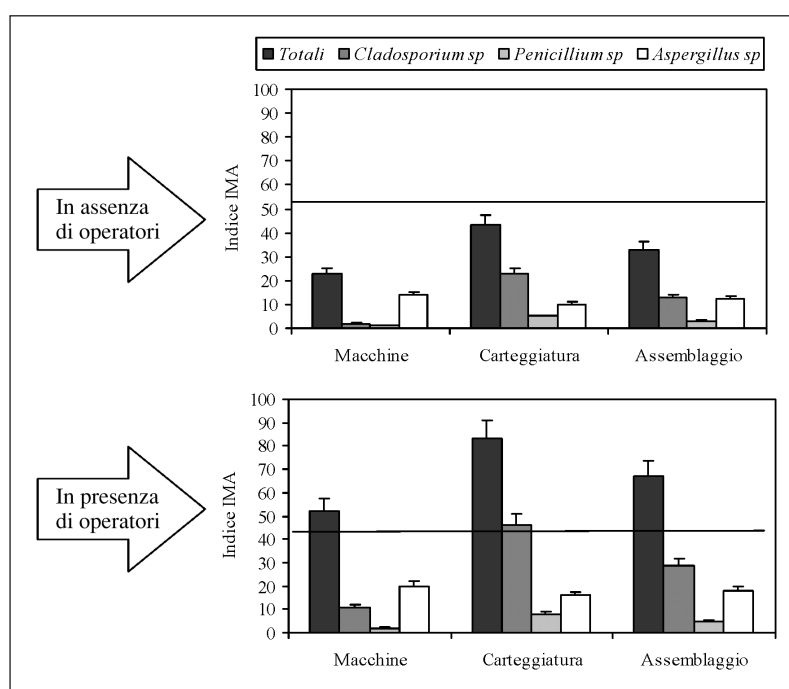 Totali Cladosporium sp Penicillium sp Aspergillus sp
In assenza
di operatori
Indice IMA
100
90
80
70
60
50
40
30
20
10
0
Macchine Carteggiatura Assemblaggio
In presenza
di operatori
Indice IMA
100
90
80
70
60
50
40
30
20
10
0
Macchine Carteggiatura Assemblaggio